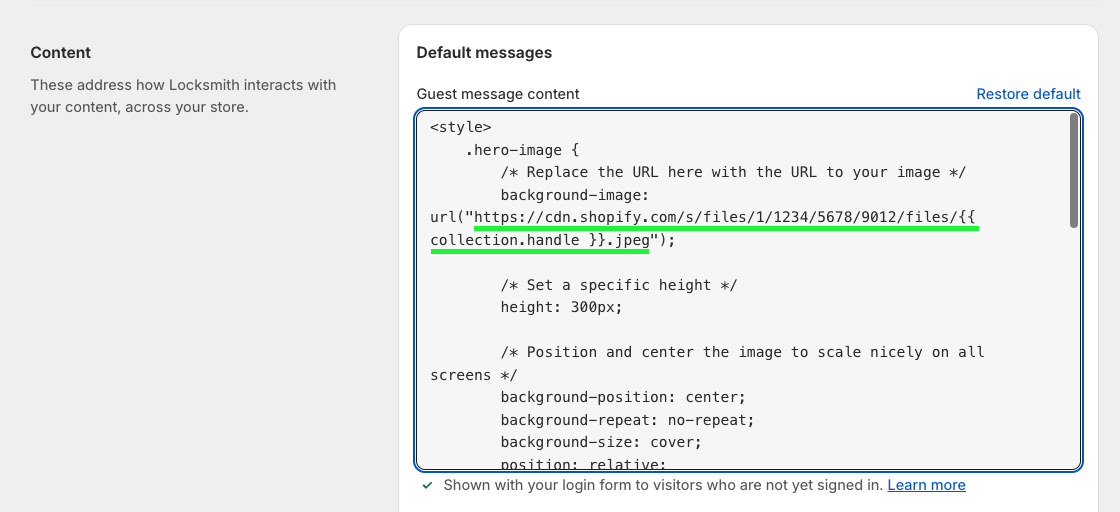 Content
These address how Locksmith interacts with
your content, across your store.
Default messages
Guest message content
Restore default
<style>
.hero-image {
/* Replace the URL here with the URL to your image */
background-image:
url("https://cdn.shopify.com/s/files/1/1234/5678/9012/files/{{
collection.handle }}.jpeg");
/* Set a specific height */
height: 300px;
/* Position and center the image to scale nicely on all
screens */
background-position: center;
background-repeat: no-repeat;
background-size: cover;
position: relative;
Shown with your login form to visitors who are not yet signed in. Learn more